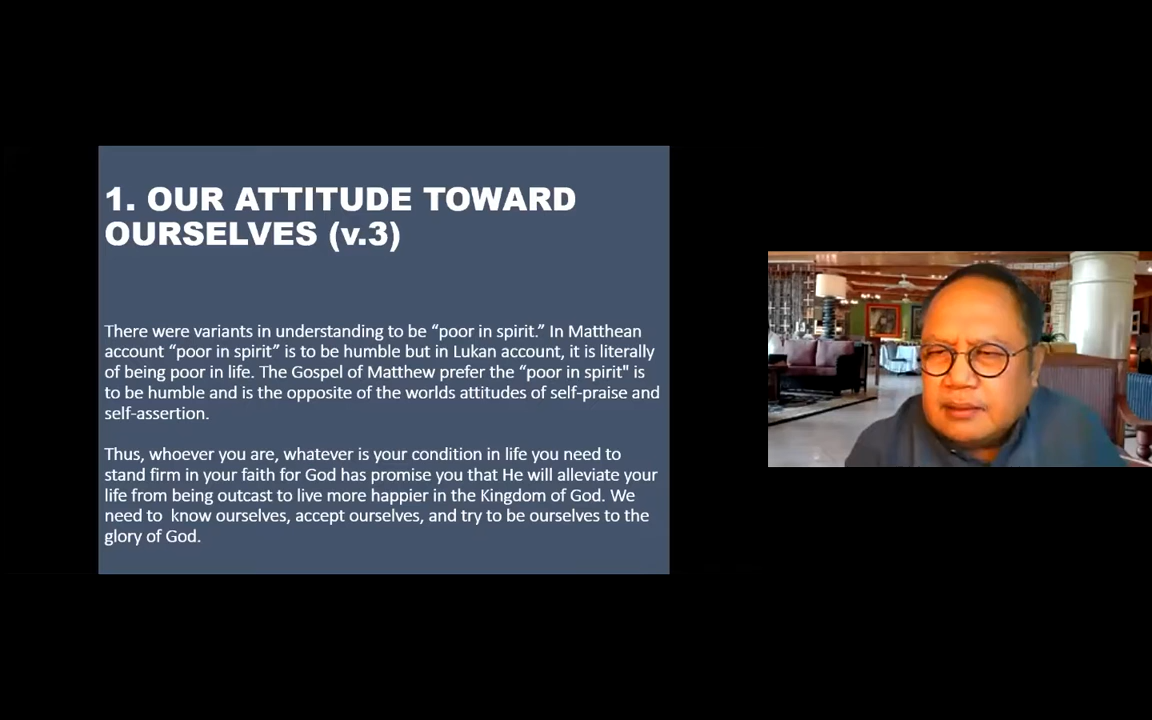 1. OUR ATTITUDE TOWARD
OURSELVES (v.3)
There were variants in understanding to be “poor in spirit.” In Matthean
account “poor in spirit” is to be humble but in Lukan account, it is literally
of being poor in life. The Gospel of Matthew prefer the “poor in spirit" is
to be humble and is the opposite of the worlds attitudes of self-praise and
self-assertion.
Thus, whoever you are, whatever is your condition in life you need to
stand firm in your faith for God has promise you that He will alleviate your
life from being outcast to live more happier in the Kingdom of God. We
need to  know ourselves, accept ourselves, and try to be ourselves to the
glory of God.